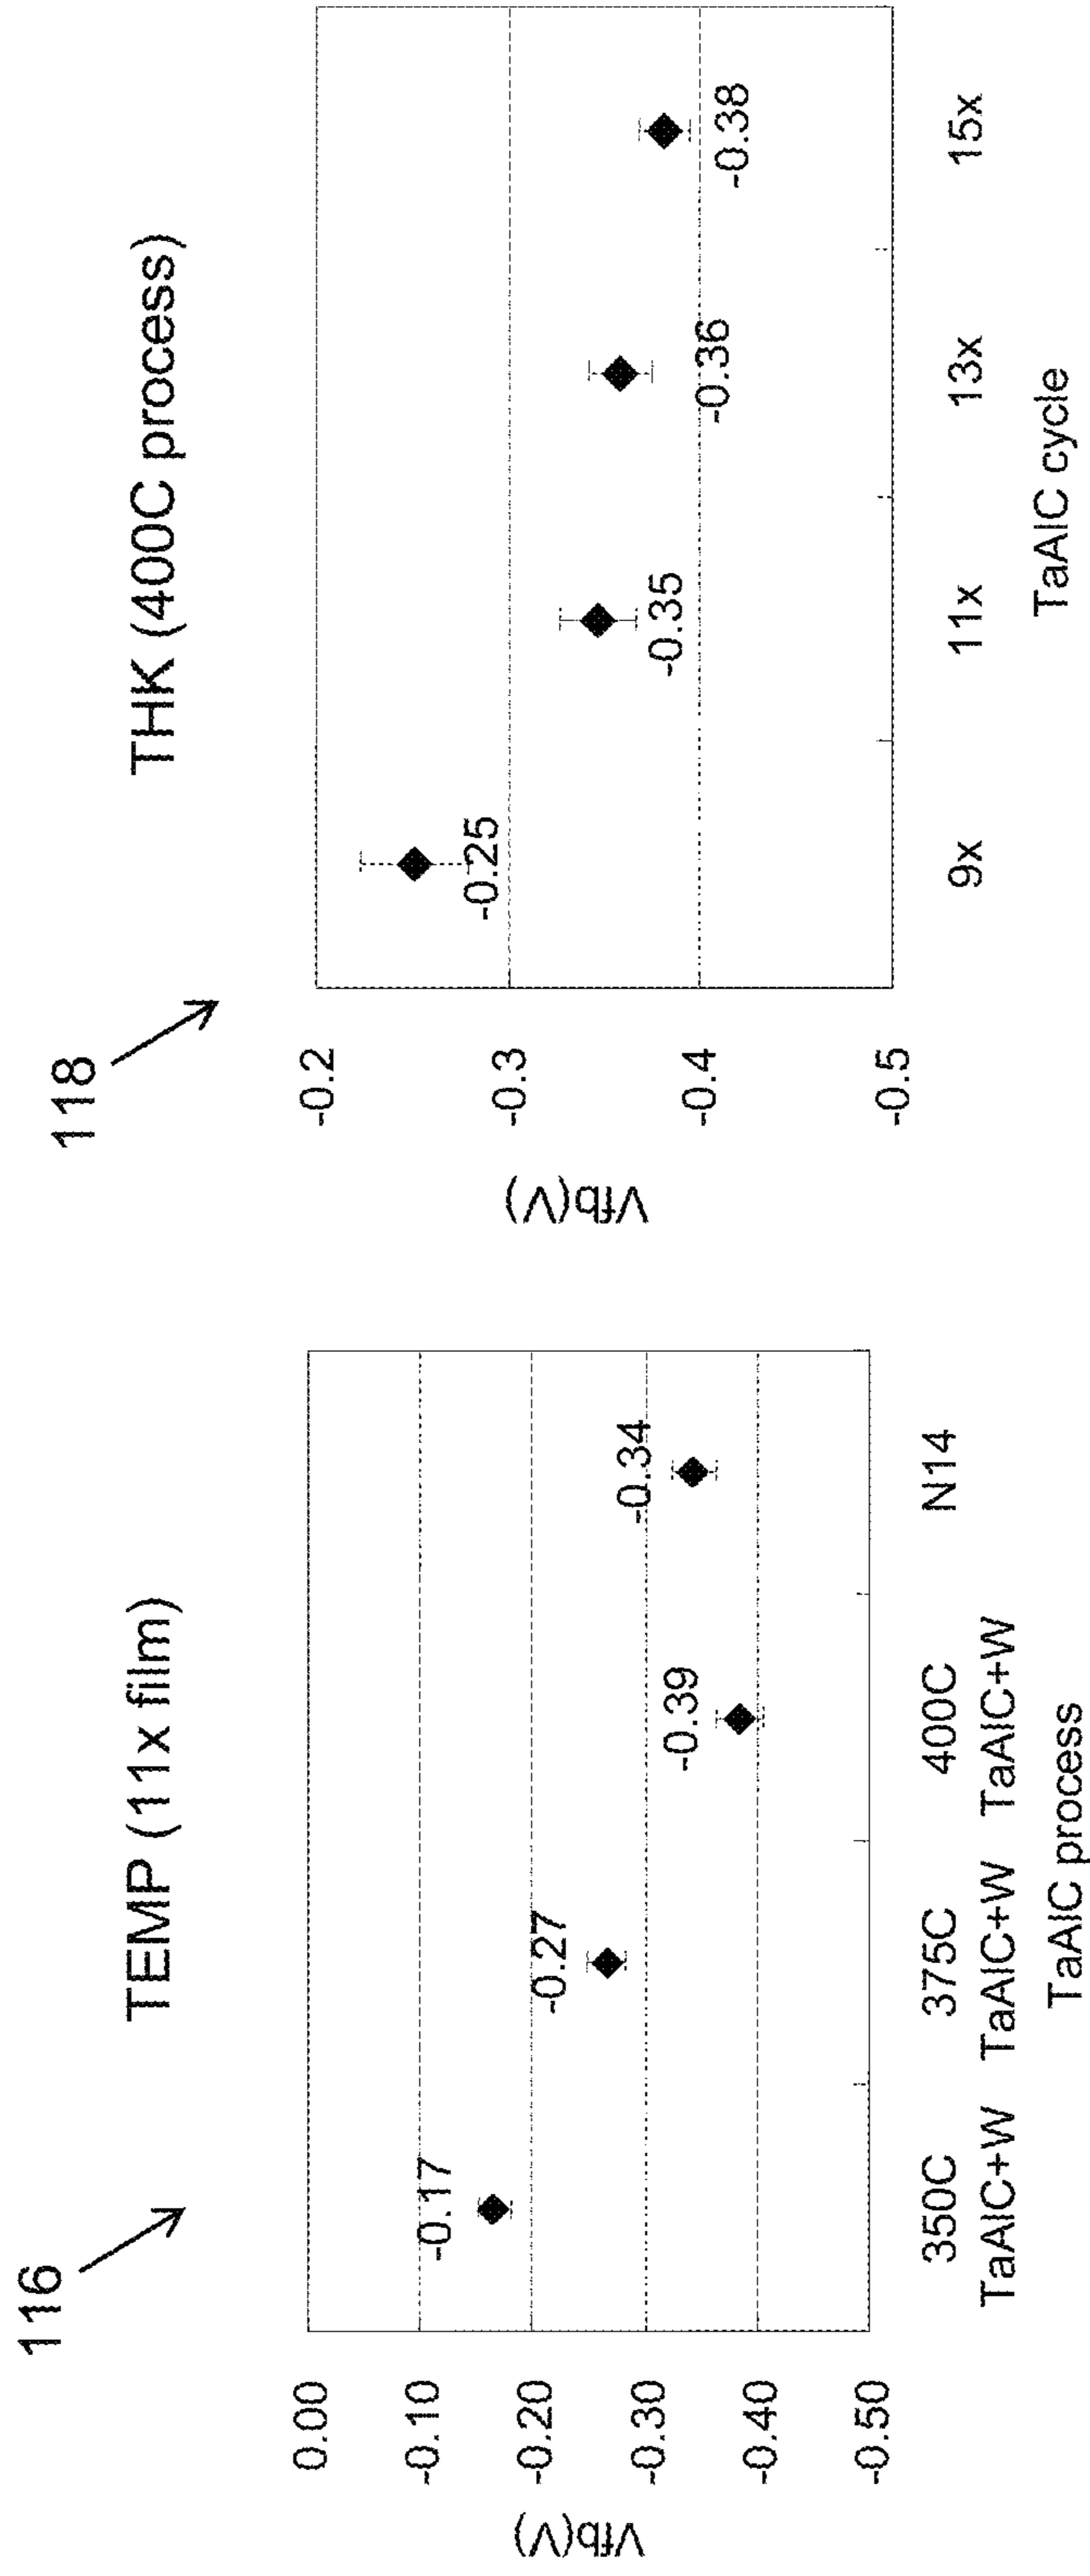 116
TEMP (11x film)
Vfb(V)
0.00
-0.10
-0.20
-0.30
-0.40
-0.50
-0.17
-0.27
-0.39
-0.34
350C 375C 400C N14
TaAlC+W TaAlC+W TaAlC+W
TaAlC process
118
THK (400C process)
Vfb(V)
-0.2
-0.3
-0.4
-0.5
-0.25
-0.35
-0.36
-0.38
9x 11x 13x 15x
TaAlC cycle